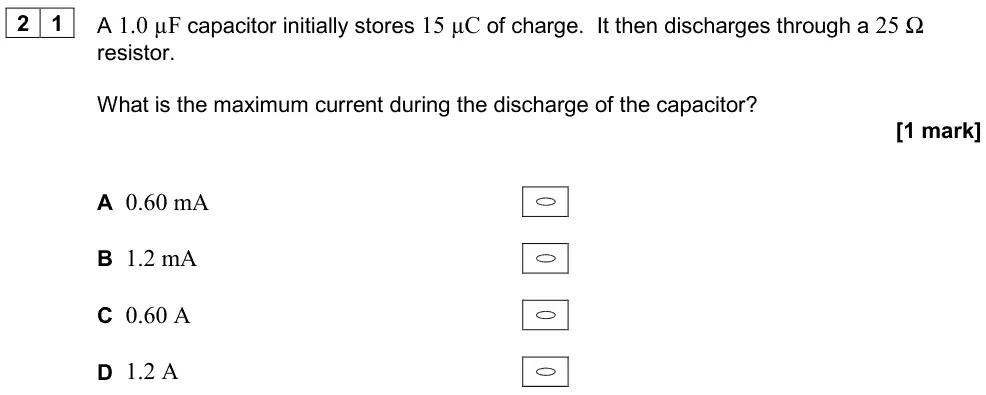 2 1 A 1.0 µF capacitor initially stores 15 µC of charge. It then discharges through a 25 Ω
resistor.
What is the maximum current during the discharge of the capacitor?
[1 mark]
A 0.60 mA
B 1.2 mA
C 0.60 A
D 1.2 A